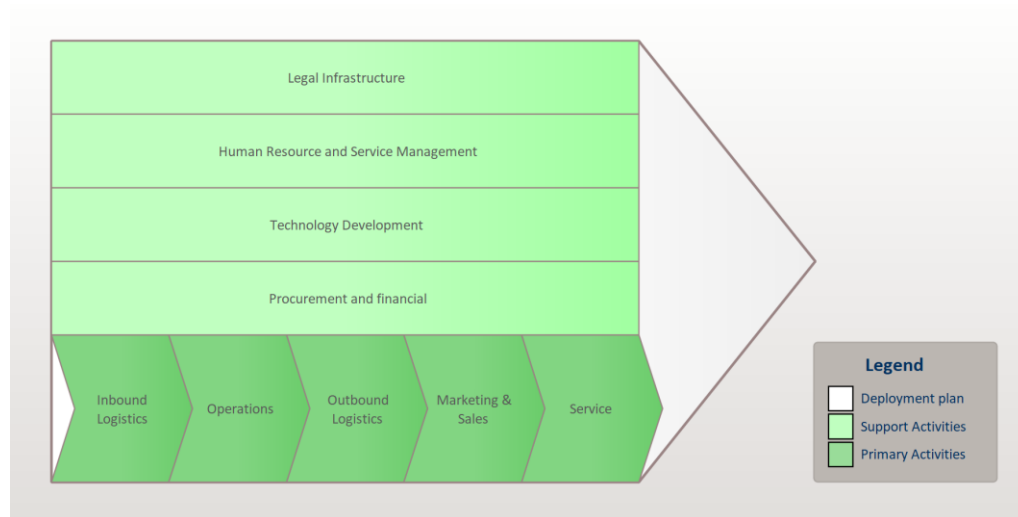 Legal Infrastructure
Human Resource and Service Management
Technology Development
Procurement and financial
Inbound
Logistics
Operations
Outbound
Logistics
Marketing &
Sales
Service
Legend
Deployment plan
Support Activities
Primary Activities